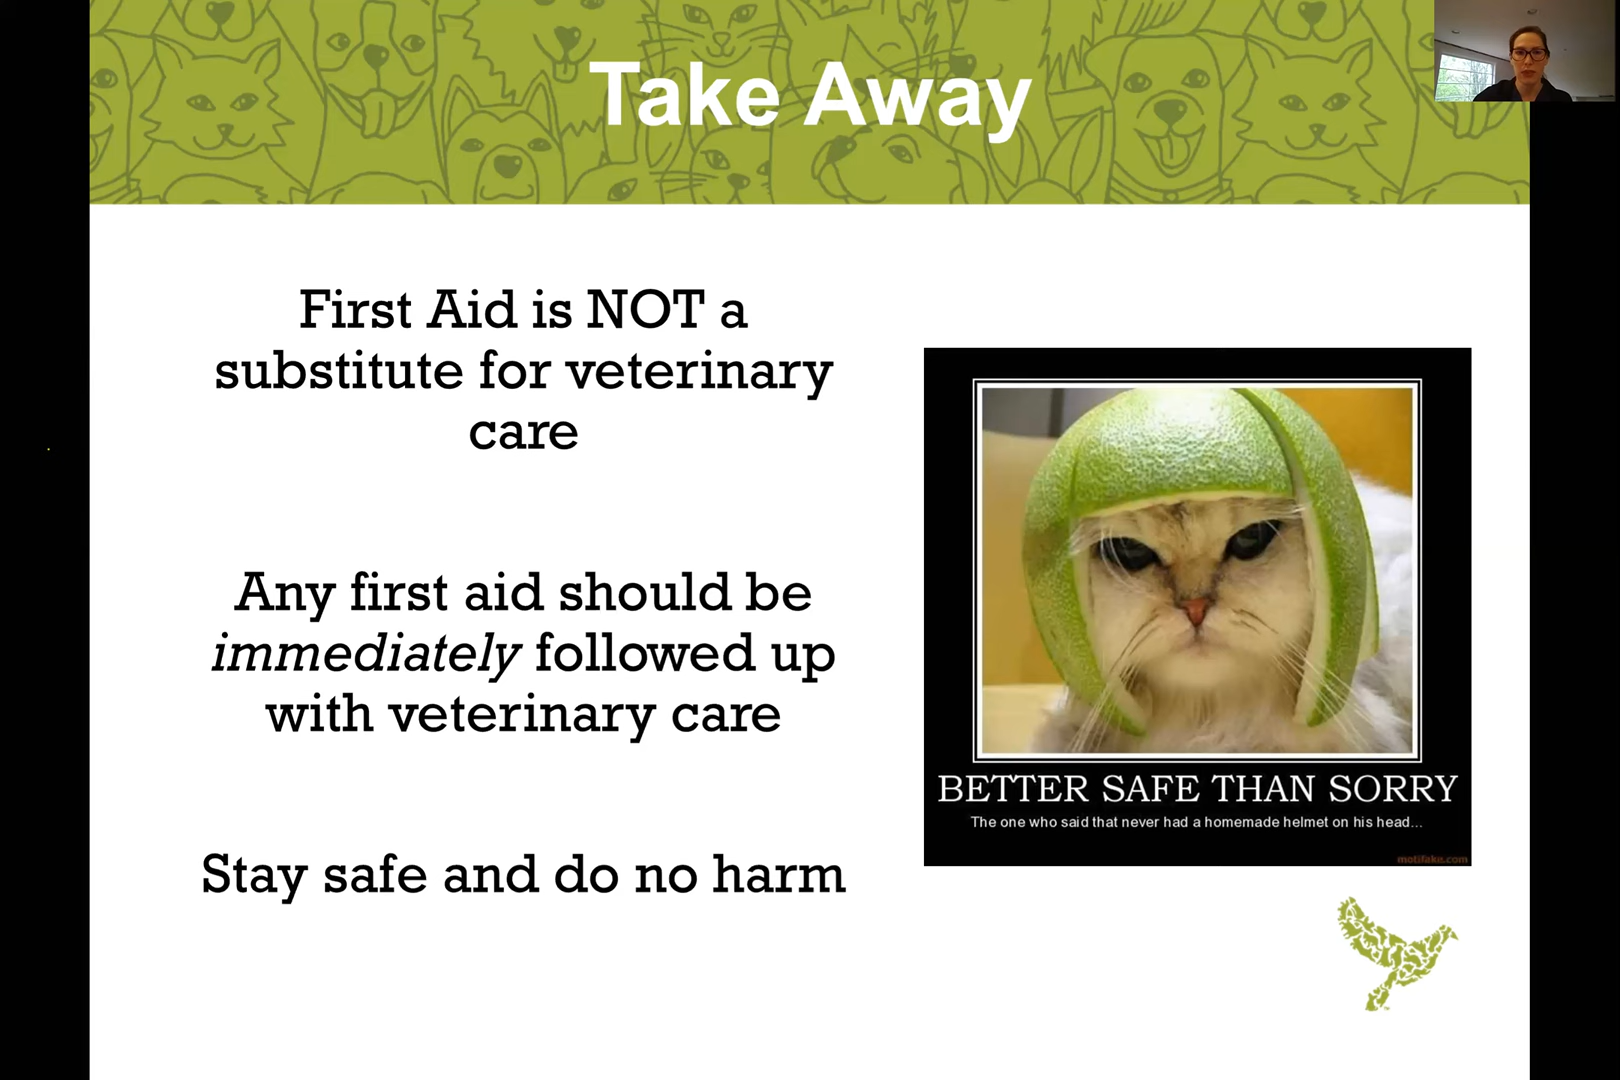 Take Away
First Aid is NOT a
substitute for veterinary
care
Any first aid should be
immediately followed up
with veterinary care
Stay safe and do no harm
BETTER SAFE THAN SORRY
The one who said that never had a homemade helmet on his head...
motifake.com